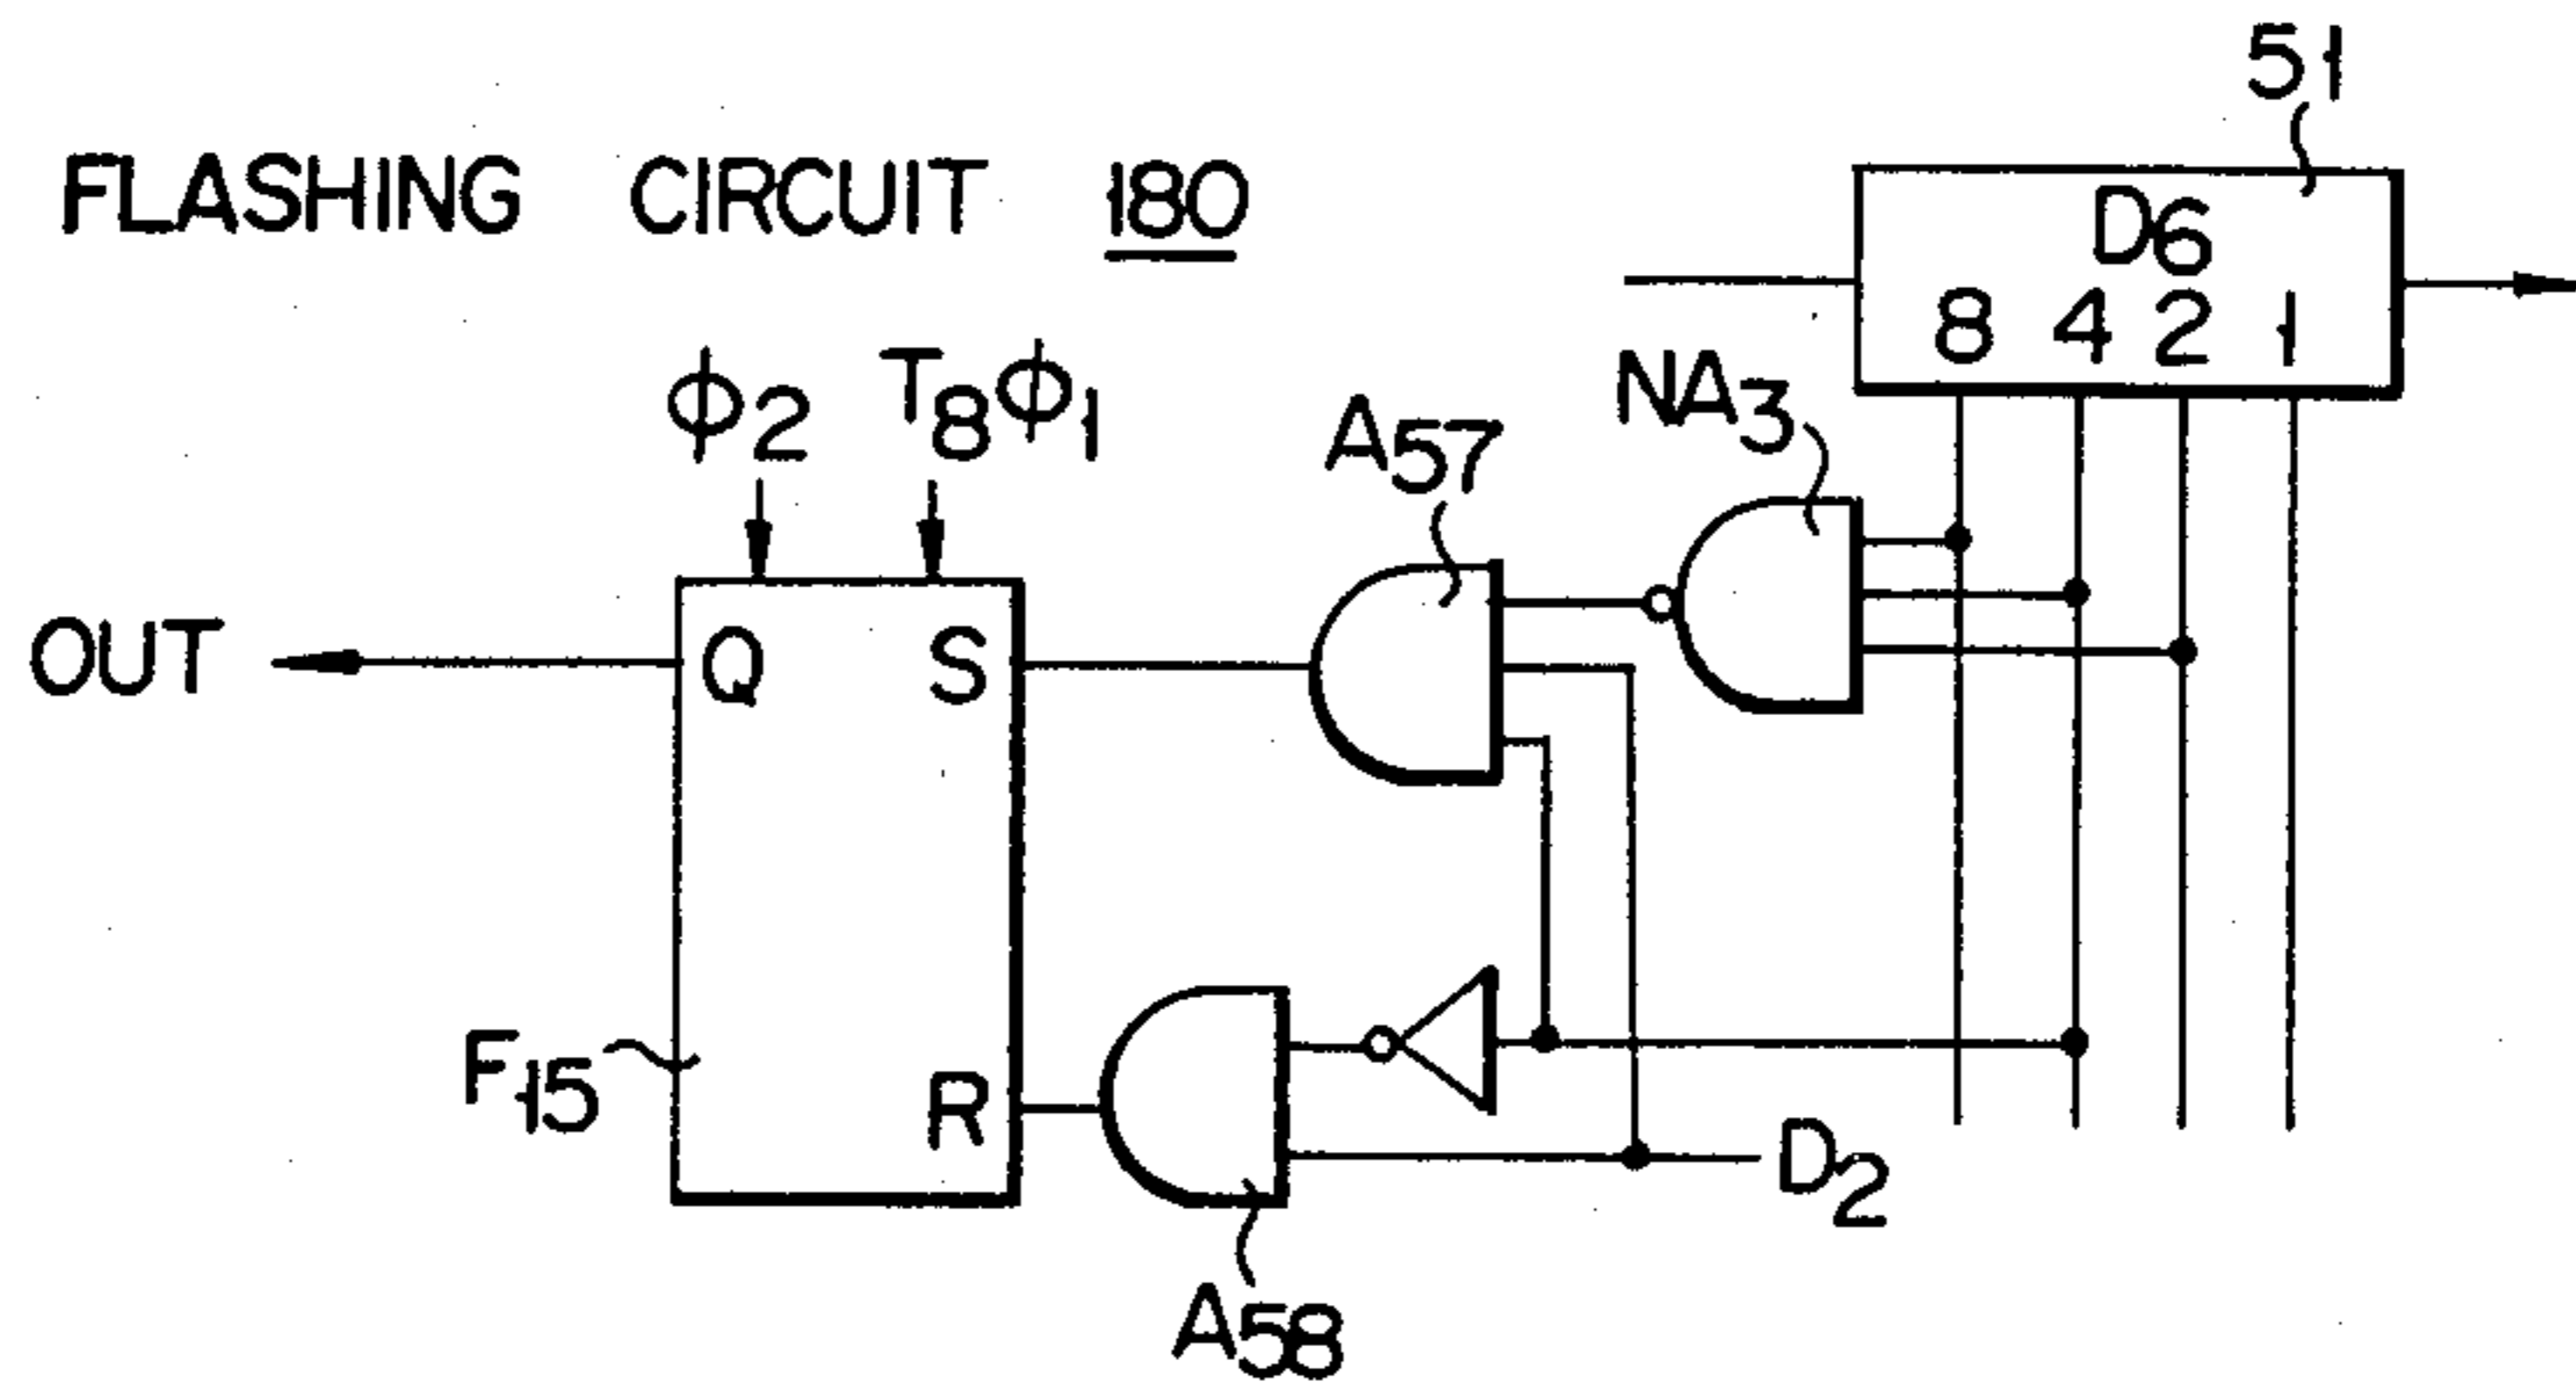 FLASHING CIRCUIT 180
51
D6
8 4 2 1
ϕ2
T8ϕ1
A57
NA3
OUT
Q
S
F15
R
D2
A58